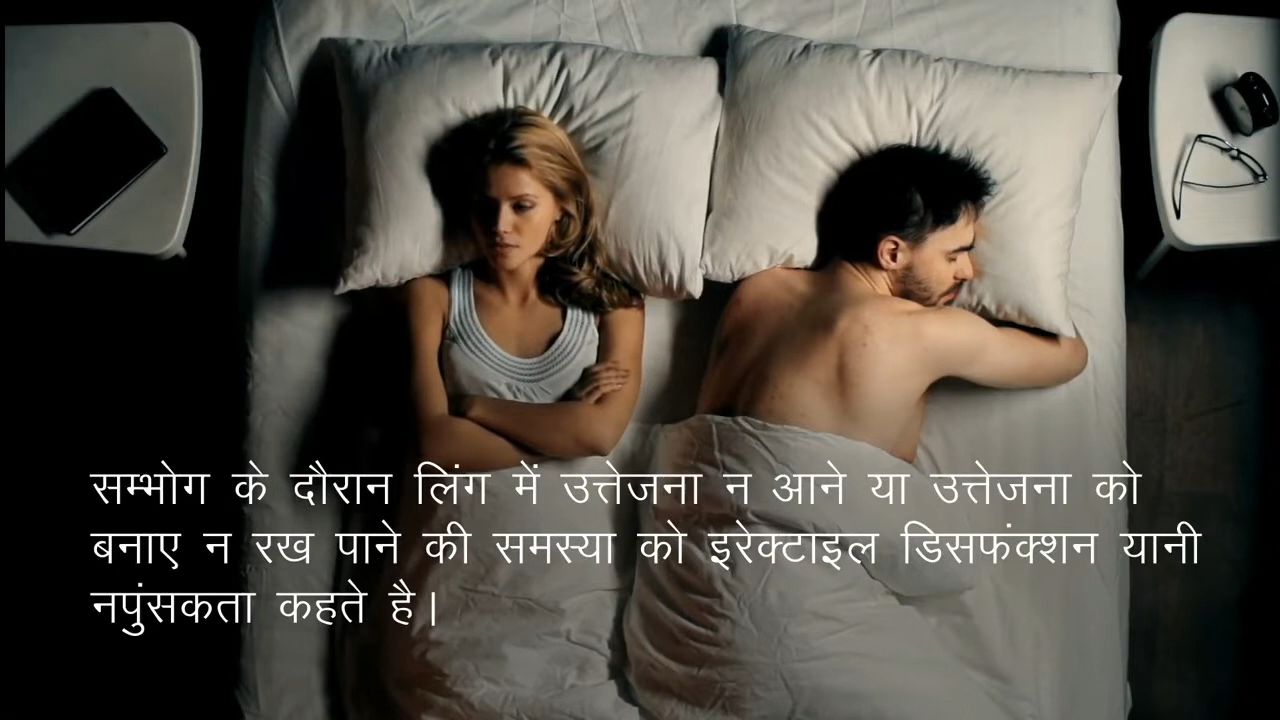 सम्भोग के दौरान लिंग में उत्तेजना न आने या उत्तेजना को
बनाए न रख पाने की समस्या को इरेक्टाइल डिसफंक्शन यानी
नपुंसकता कहते है।